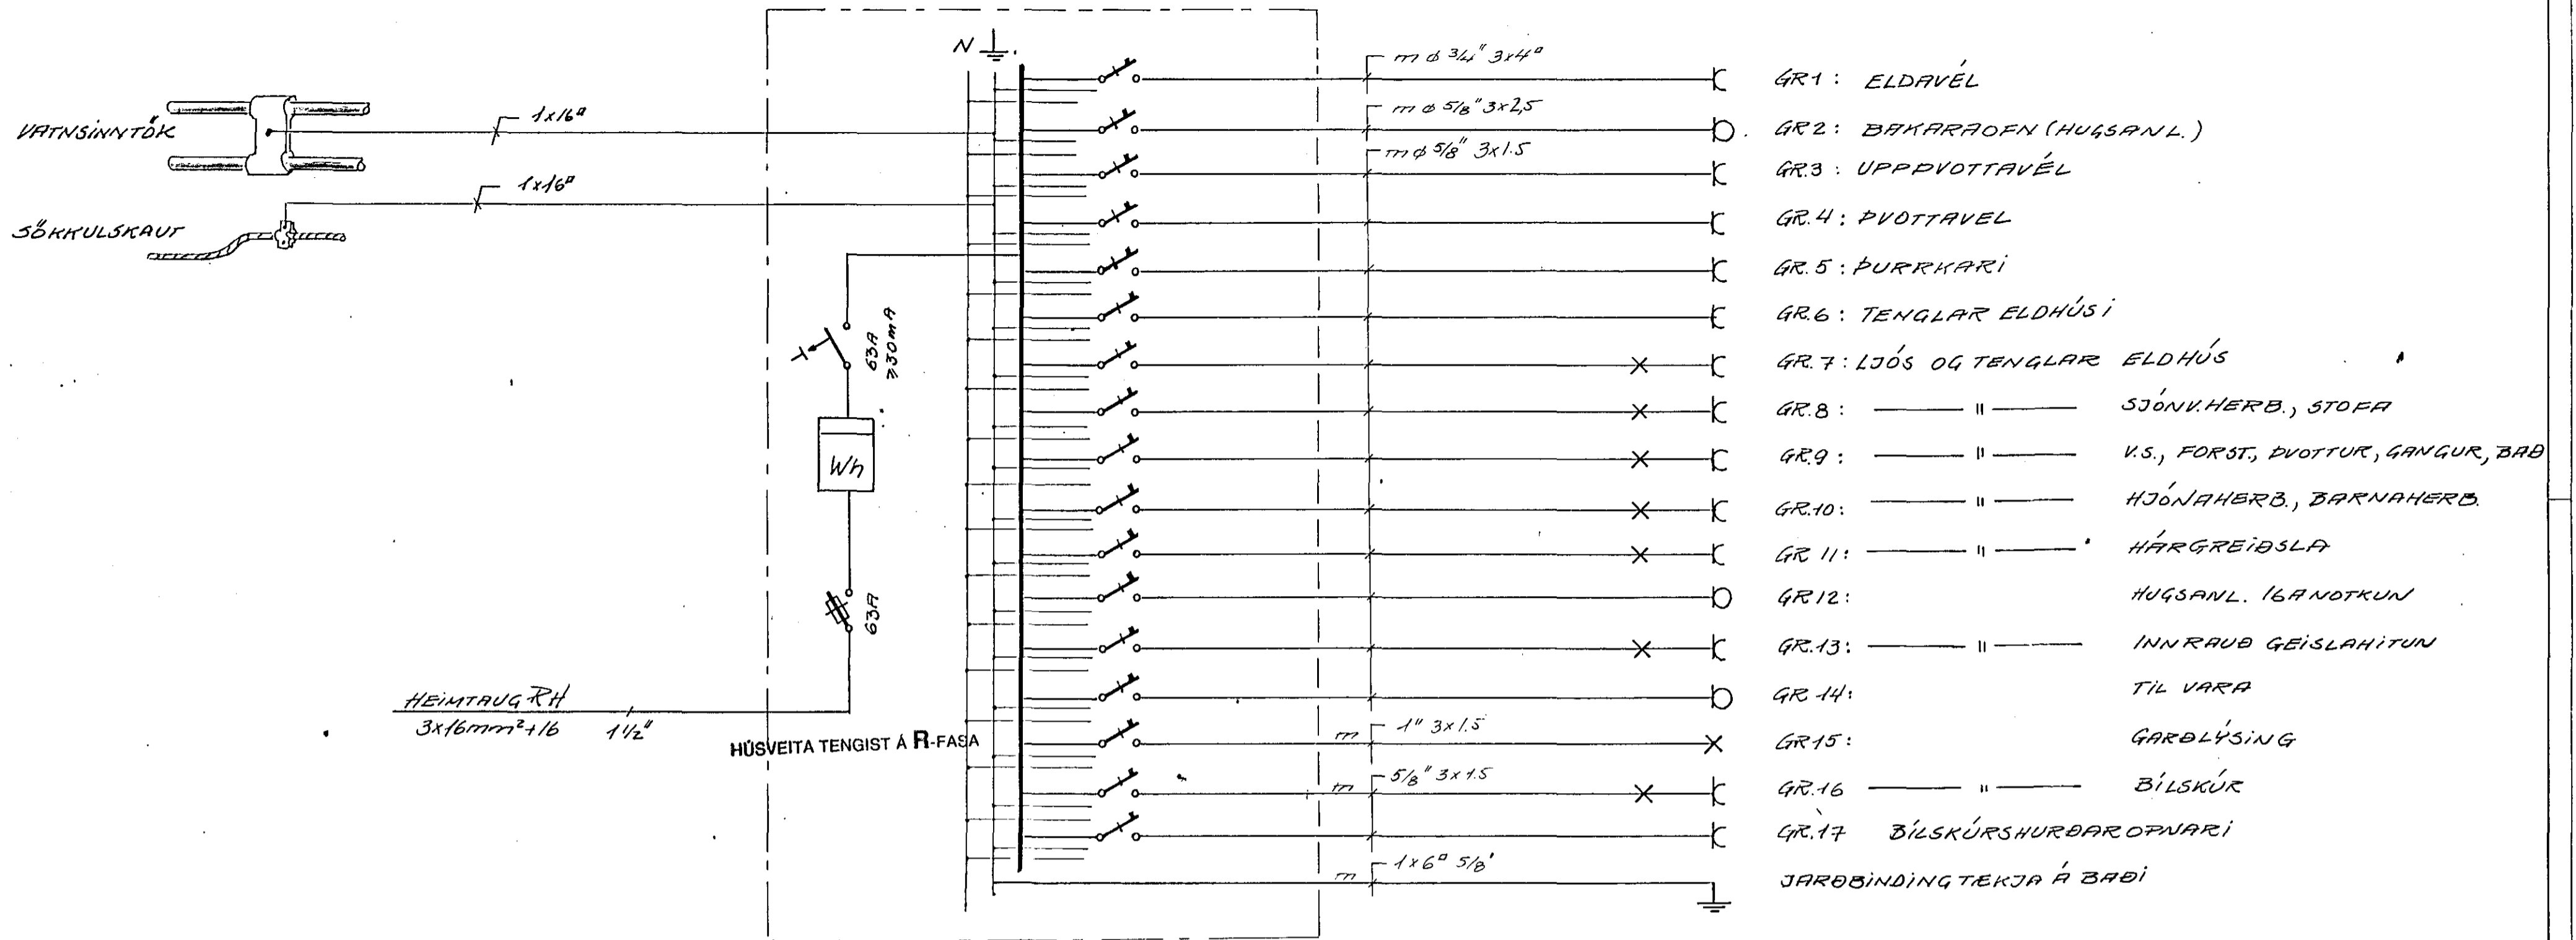 N
m ø 3/4" 3x4□
GR1: ELDAVÉL
VATNSINNTÖK
1x16□
m ø 5/8" 3x2,5
GR2: BAKARAOFN (HUGSANL.)
m ø 5/8" 3x1.5
GR.3: UPPÞVOTTAVÉL
1x16□
SÖKKULSKAUT
GR.4: ÞVOTTAVEL
GR.5: ÞURRKARI
GR.6: TENGLAR ELDHÚSI
63A
≥30mA
GR.7: LJÓS OG TENGLAR ELDHÚS
GR.8: —— " —— SJÓNV.HERB., STOFA
Wh
GR.9: —— " —— V.S., FORST., ÞVOTTUR, GANGUR, BAÐ
GR.10: —— " —— HJÓNAHERB., BARNAHERB.
GR 11: —— " —— HÁRGREIÐSLA
63A
GR12: HUGSANL. 16A NOTKUN
GR.13: —— " —— INNRAUÐ GEISLAHITUN
HEIMTAUG RH
3x16mm²+16 1½"
GR 14: TIL VARA
HÚSVEITA TENGIST Á R-FASA
m 1" 3x1.5
GR15: GARÐLÝSING
m 5/8" 3x1.5
GR.16 —— " —— BÍLSKÚR
GR.17 BÍLSKÚRSHURÐAROPNARI
m 1x6□ 5/8'
JARÐBINDING TÆKJA Á BAÐI